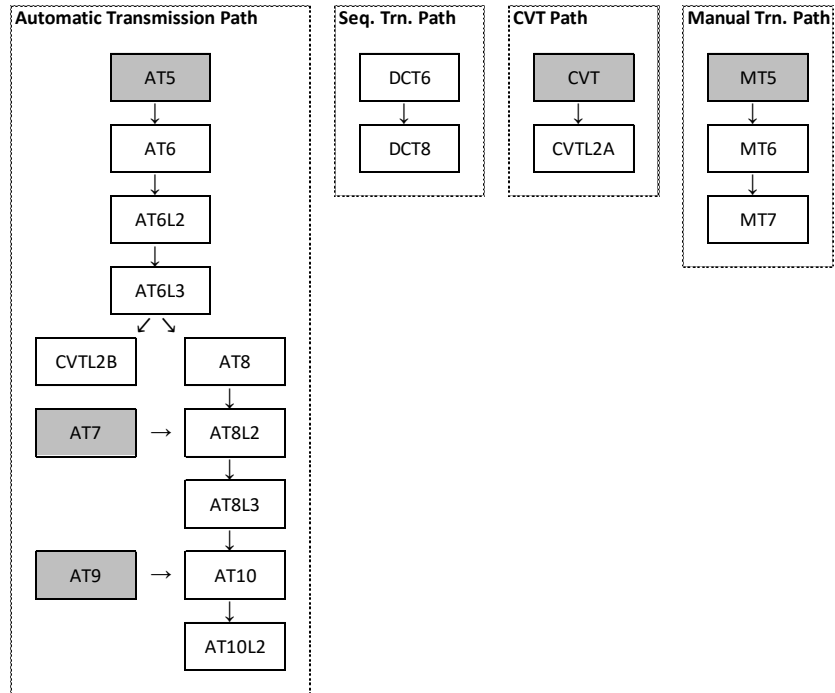 Automatic Transmission Path
AT5
↓
AT6
↓
AT6L2
↓
AT6L3
↙ ↘
CVTL2B AT8
↓
AT7 → AT8L2
↓
AT8L3
↓
AT9 → AT10
↓
AT10L2
Seq. Trn. Path
DCT6
↓
DCT8
CVT Path
CVT
↓
CVTL2A
Manual Trn. Path
MT5
↓
MT6
↓
MT7